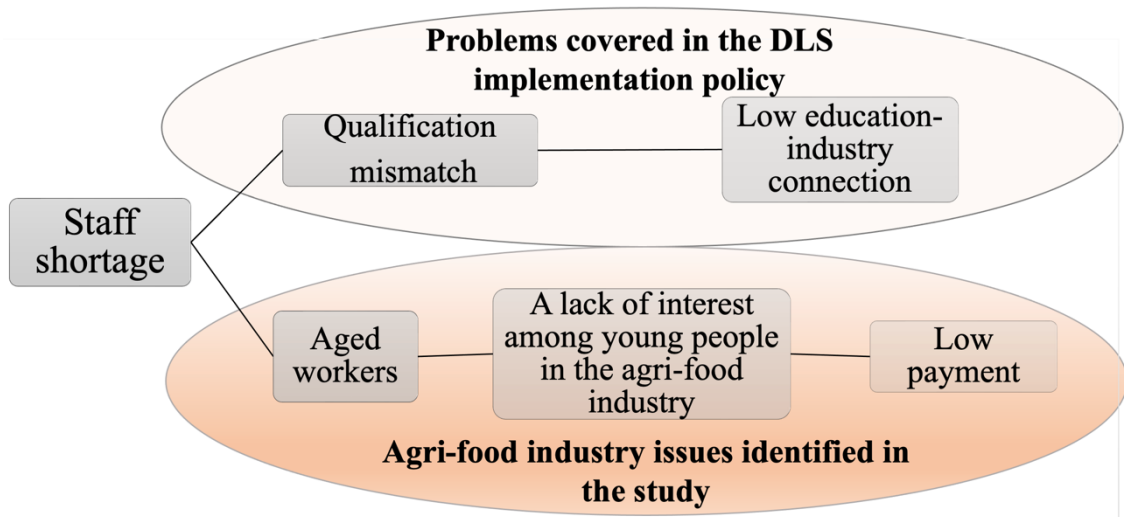 Problems covered in the DLS
implementation policy
Qualification
mismatch
Low education-
industry
connection
Staff
shortage
Aged
workers
A lack of interest
among young people
in the agri-food
industry
Low
payment
Agri-food industry issues identified in
the study